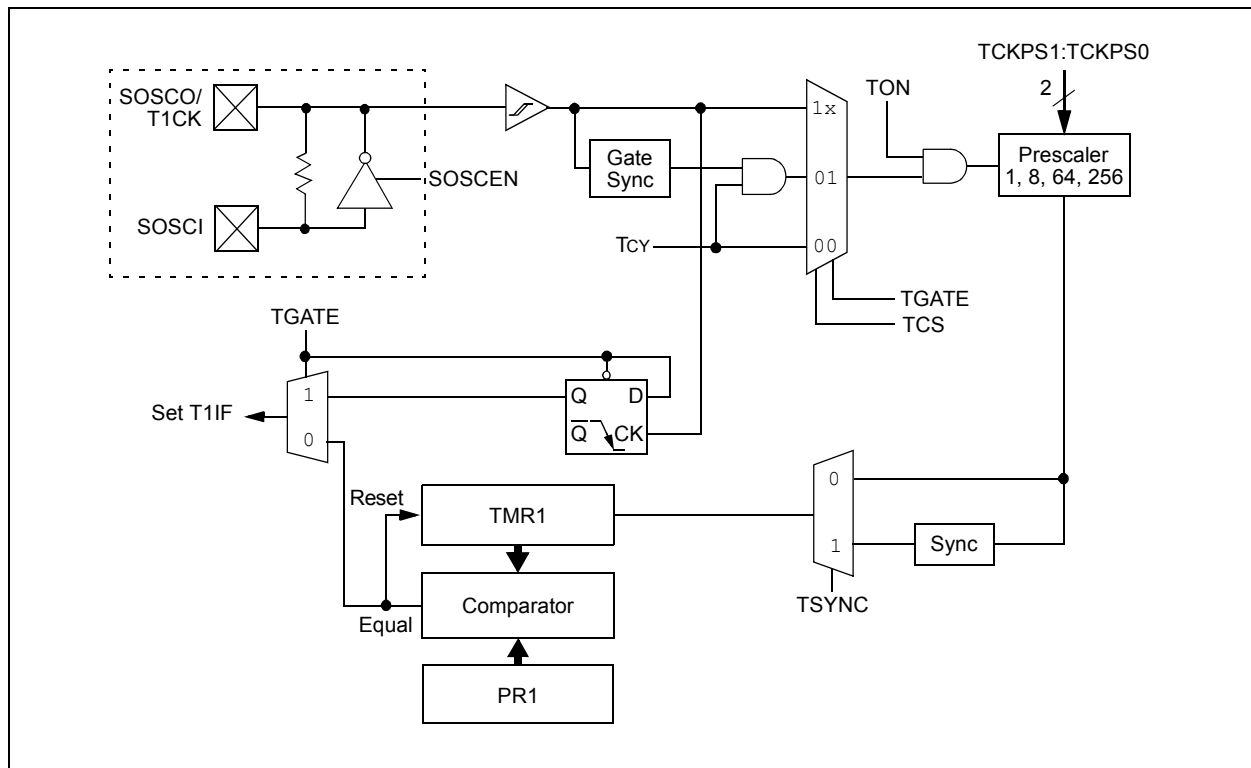 TCKPS1:TCKPS0
2
SOSCO/
T1CK
TON
1x
Gate
Sync
Prescaler
1, 8, 64, 256
SOSCEN
01
SOSCI
TCY
00
TGATE
TCS
TGATE
1
Q
D
Set T1IF
0
Q
CK
Reset
TMR1
0
1
Sync
Comparator
TSYNC
Equal
PR1